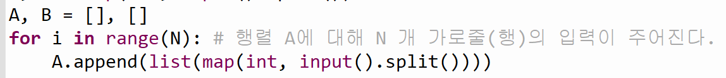 A, B = [], []
for i in range(N): # 행렬 A에 대해 N 개 가로줄(행)의 입력이 주어진다.
    A.append(list(map(int, input().split())))